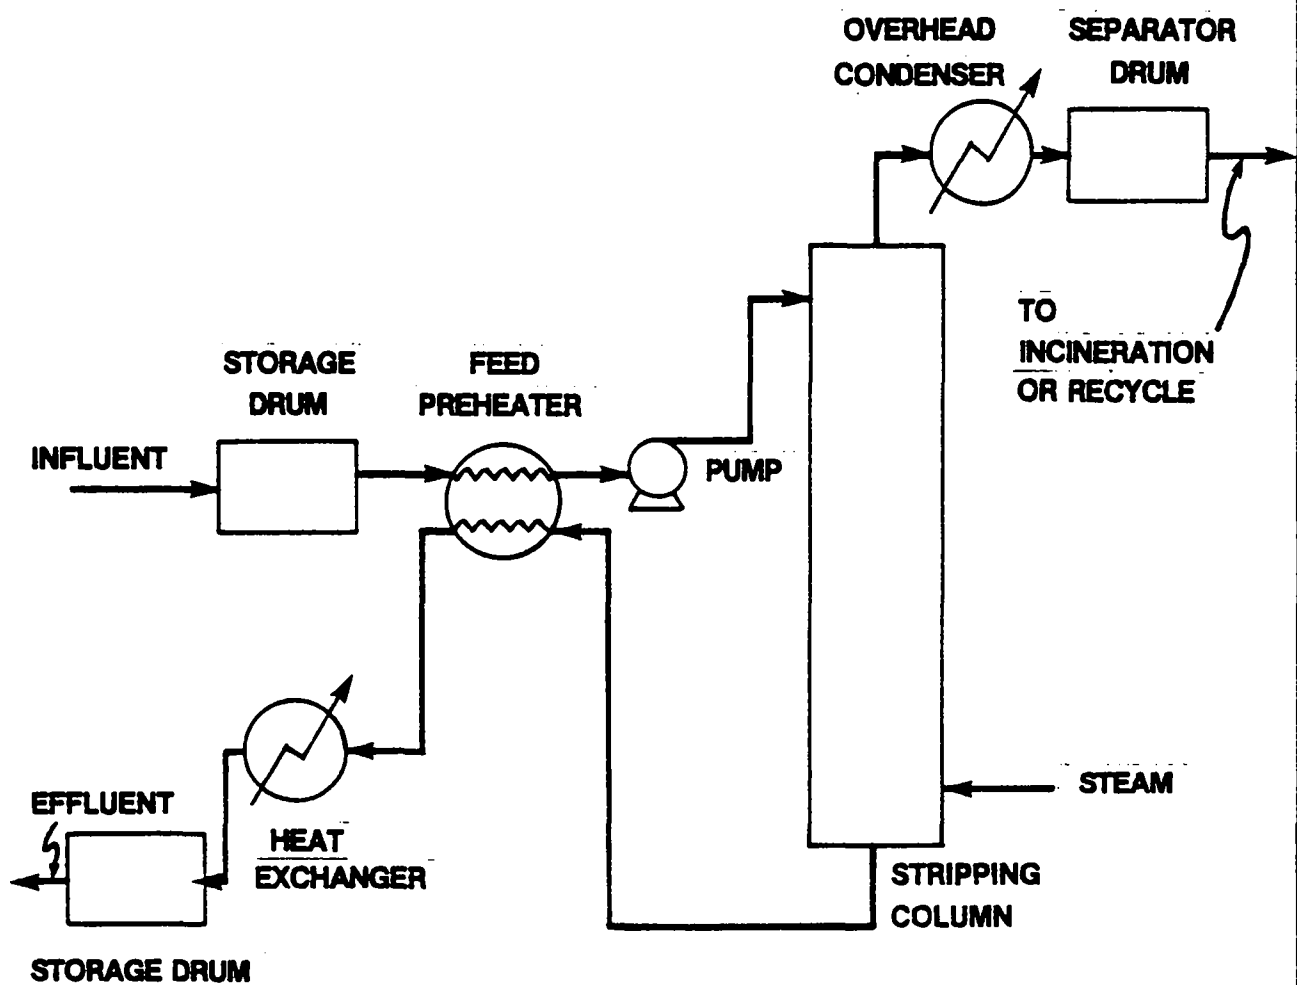 OVERHEAD
CONDENSER
SEPARATOR
DRUM
TO
INCINERATION
OR RECYCLE
STORAGE
DRUM
FEED
PREHEATER
INFLUENT
PUMP
STEAM
EFFLUENT
HEAT
EXCHANGER
STRIPPING
COLUMN
STORAGE DRUM